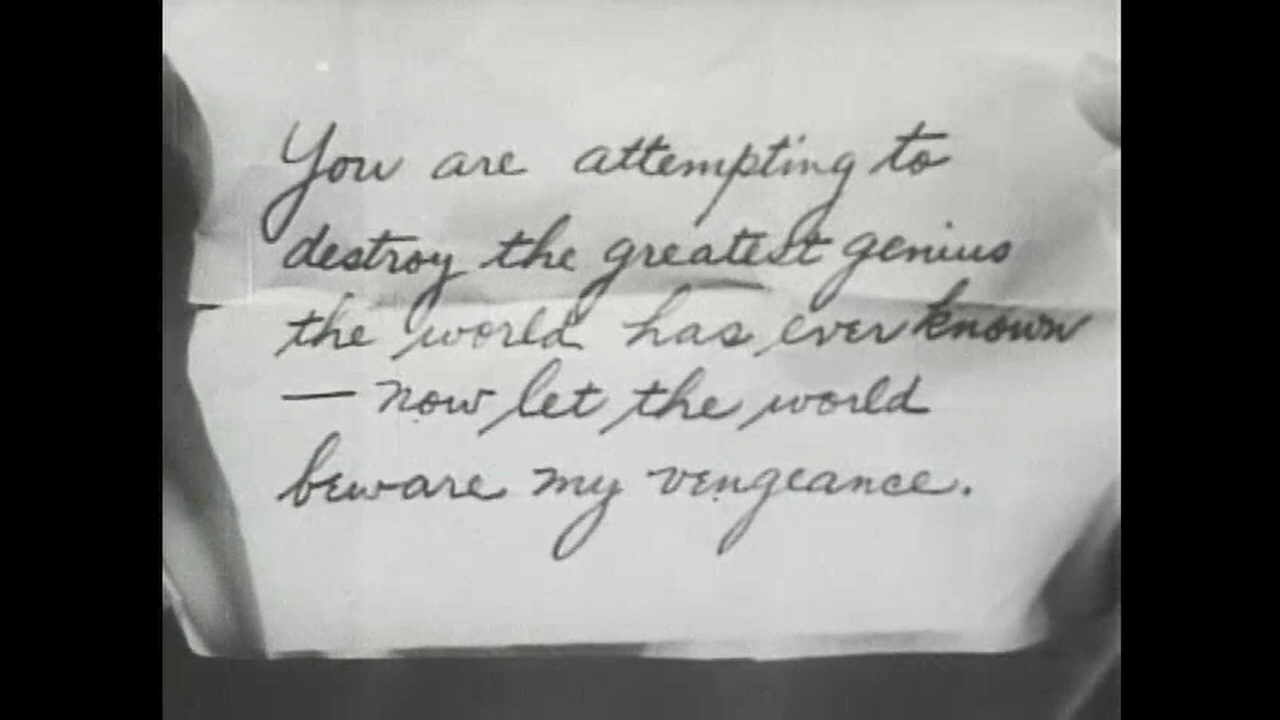 You are attempting to
destroy the greatest genius
the world has ever known
— now let the world
beware my vengeance.